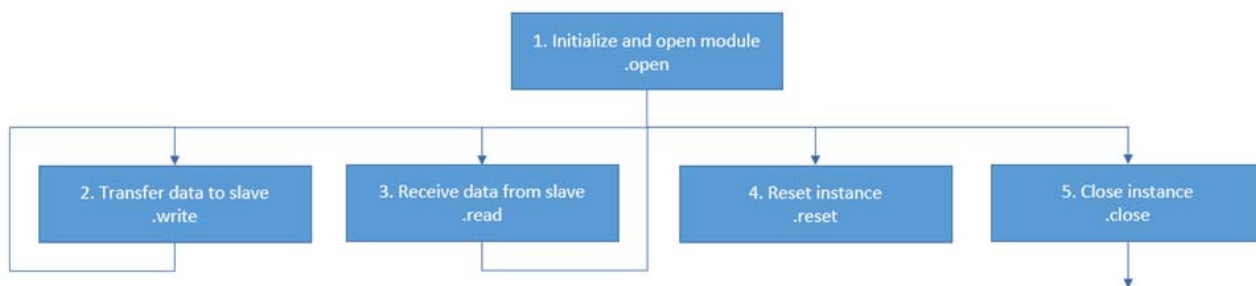 1. Initialize and open module
.open
2. Transfer data to slave
.write
3. Receive data from slave
.read
4. Reset instance
.reset
5. Close instance
.close